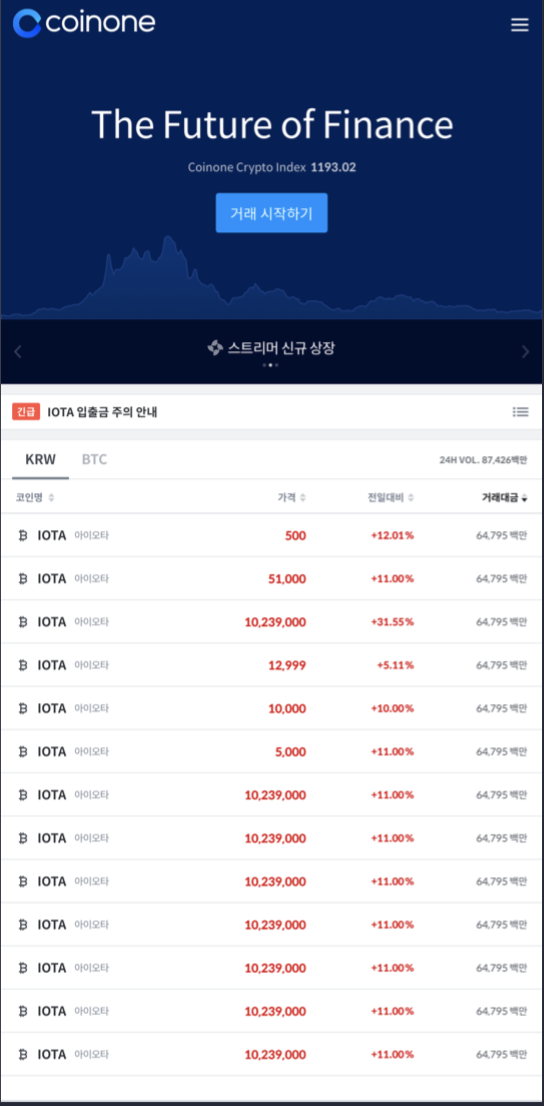 coinone
The Future of Finance
Coinone Crypto Index 1193.02
거래 시작하기
스트리머 신규 상장
긴급 IOTA 입출금 주의 안내
KRW BTC 24H VOL. 87,426백만
코인명 가격 전일대비 거래대금
IOTA 아이오타 500 +12.01% 64,795 백만
IOTA 아이오타 51,000 +11.00% 64,795 백만
IOTA 아이오타 10,239,000 +31.55% 64,795 백만
IOTA 아이오타 12,999 +5.11% 64,795 백만
IOTA 아이오타 10,000 +10.00% 64,795 백만
IOTA 아이오타 5,000 +11.00% 64,795 백만
IOTA 아이오타 10,239,000 +11.00% 64,795 백만
IOTA 아이오타 10,239,000 +11.00% 64,795 백만
IOTA 아이오타 10,239,000 +11.00% 64,795 백만
IOTA 아이오타 10,239,000 +11.00% 64,795 백만
IOTA 아이오타 10,239,000 +11.00% 64,795 백만
IOTA 아이오타 10,239,000 +11.00% 64,795 백만
IOTA 아이오타 10,239,000 +11.00% 64,795 백만